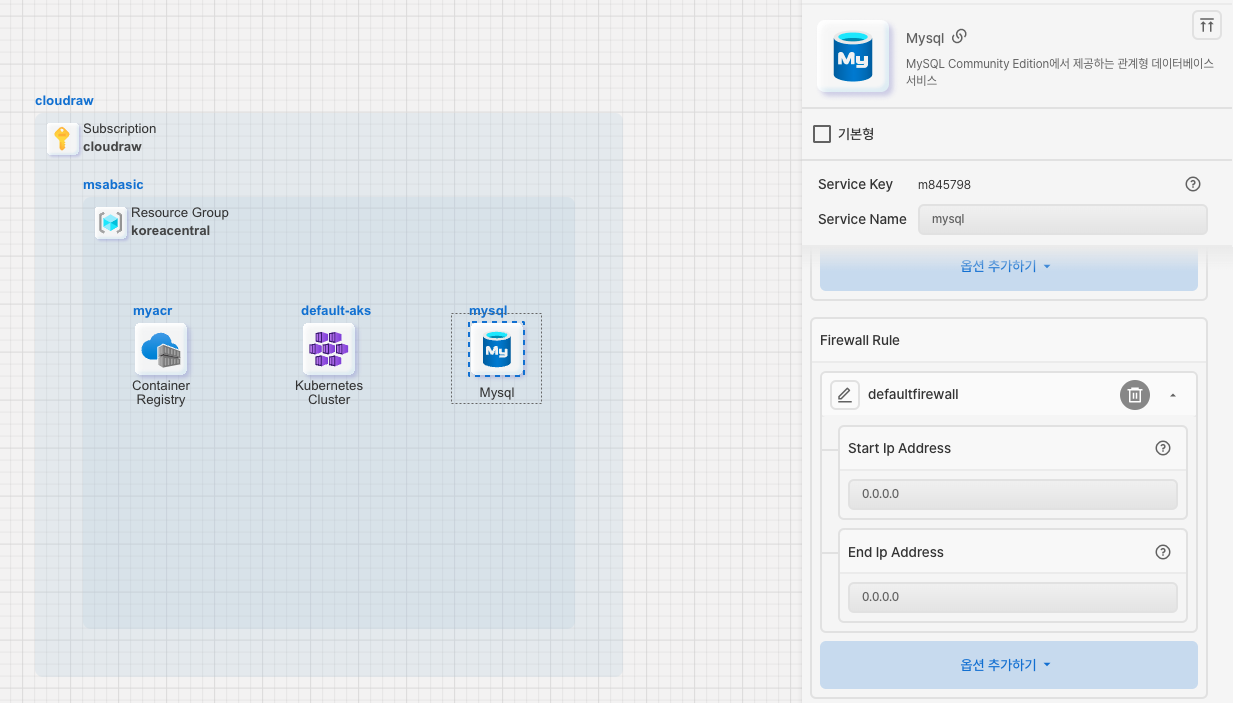 cloudraw
Subscription
cloudraw
msabasic
Resource Group
koreacentral
myacr
Container
Registry
default-aks
Kubernetes
Cluster
mysql
My
Mysql
My
Mysql
MySQL Community Edition에서 제공하는 관계형 데이터베이스
서비스
기본형
Service Key m845798
Service Name mysql
옵션 추가하기
Firewall Rule
defaultfirewall
Start Ip Address
0.0.0.0
End Ip Address
0.0.0.0
옵션 추가하기